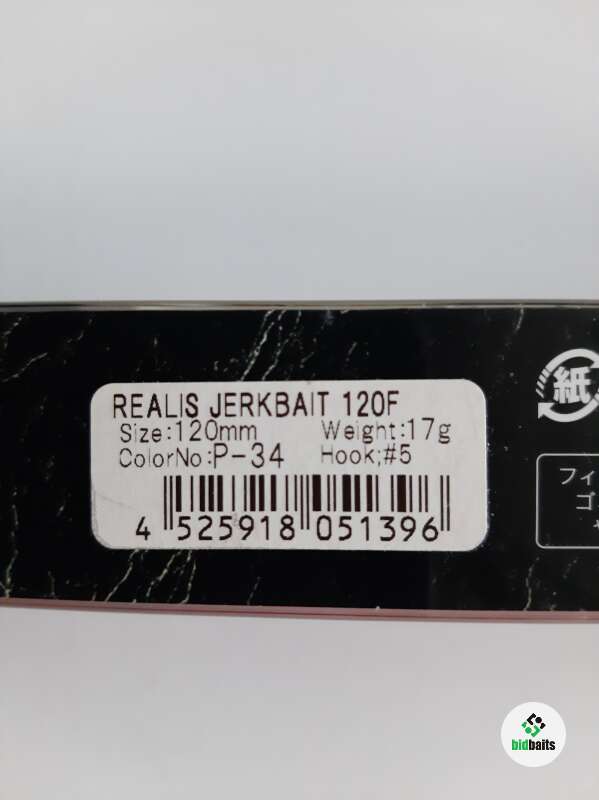 REALIS JERKBAIT 120F
Size:120mm Weight:17g
ColorNo:P-34 Hook;#5
4 525918 051396
紙
フィ
ゴ
bidbaits